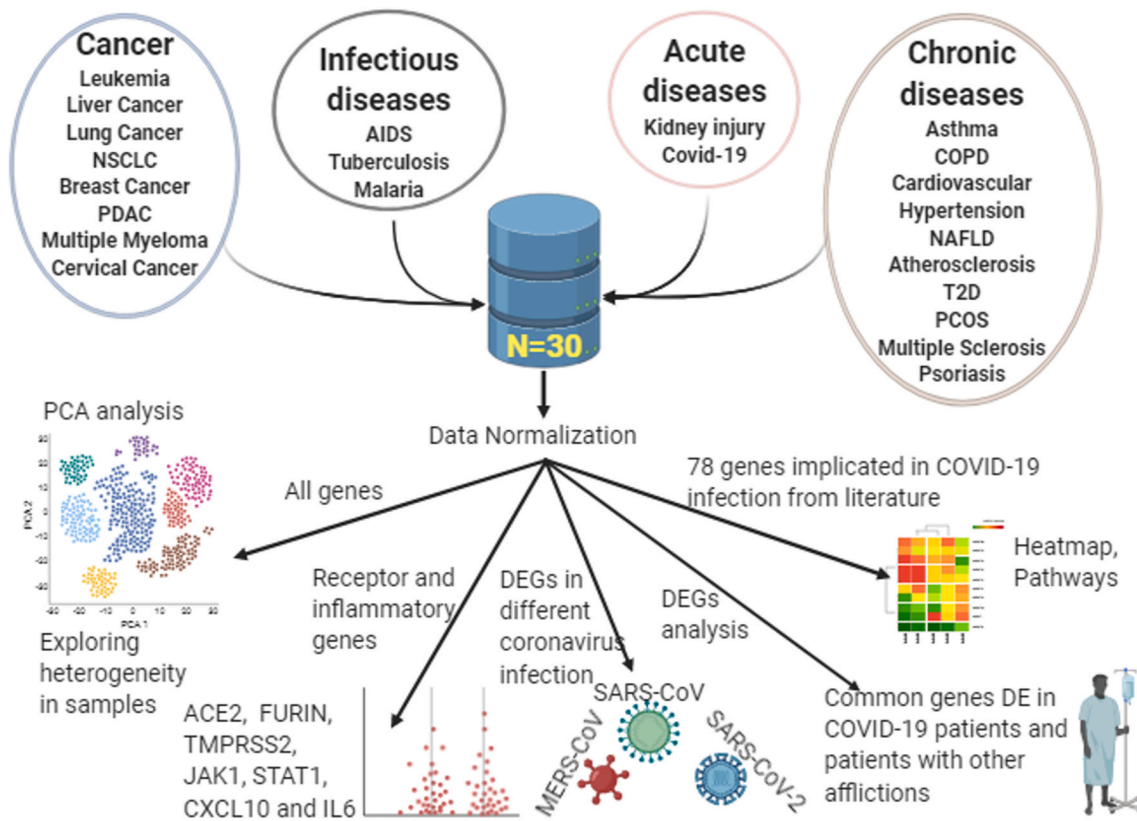 Cancer
Leukemia
Liver Cancer
Lung Cancer
NSCLC
Breast Cancer
PDAC
Multiple Myeloma
Cervical Cancer
Infectious
diseases
AIDS
Tuberculosis
Malaria
Acute
diseases
Kidney injury
Covid-19
Chronic
diseases
Asthma
COPD
Cardiovascular
Hypertension
NAFLD
Atherosclerosis
T2D
PCOS
Multiple Sclerosis
Psoriasis
N=30
Data Normalization
PCA analysis
PCA 2
PCA 1
Exploring
heterogeneity
in samples
All genes
Receptor and
inflammatory
genes
ACE2, FURIN,
TMPRSS2,
JAK1, STAT1,
CXCL10 and IL6
DEGs in
different
coronavirus
infection
SARS-CoV
MERS-CoV
SARS-CoV-2
DEGs
analysis
Common genes DE in
COVID-19 patients and
patients with other
afflictions
78 genes implicated in COVID-19
infection from literature
Heatmap,
Pathways